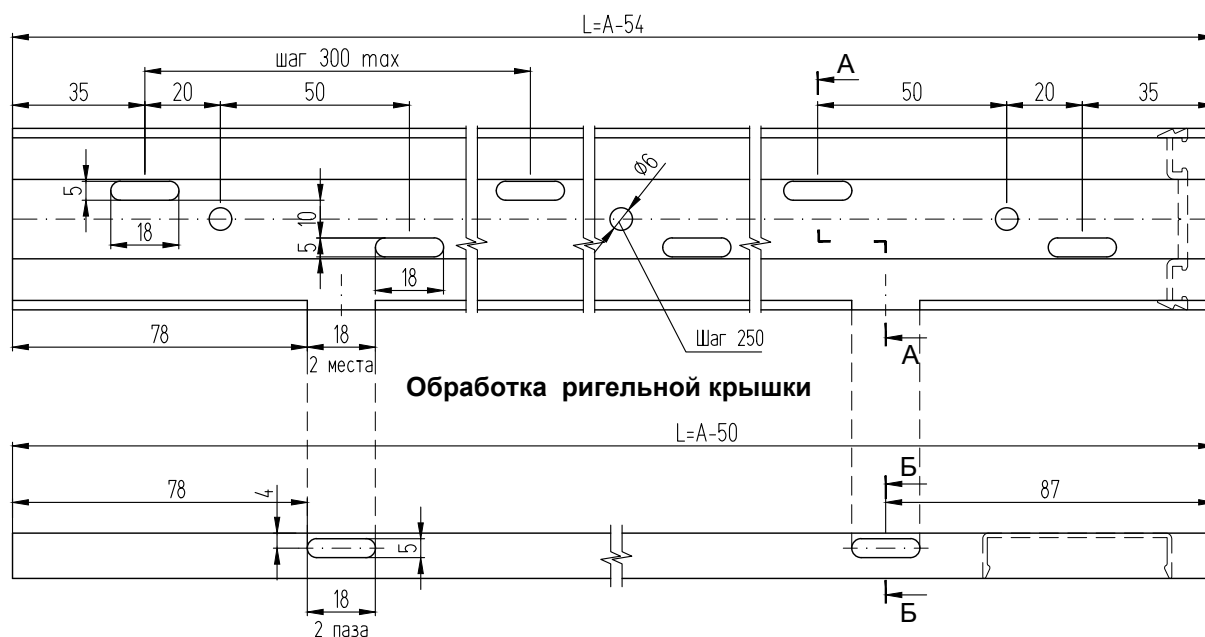 L=A-54
шаг 300 max
А
35 20 50 50 20 35
Ø6
5
10
18
5
18
Шаг 250
78 18
А
2 места
Обработка ригельной крышки
L=A-50
Б
78 4 87
5
18
Б
2 паза